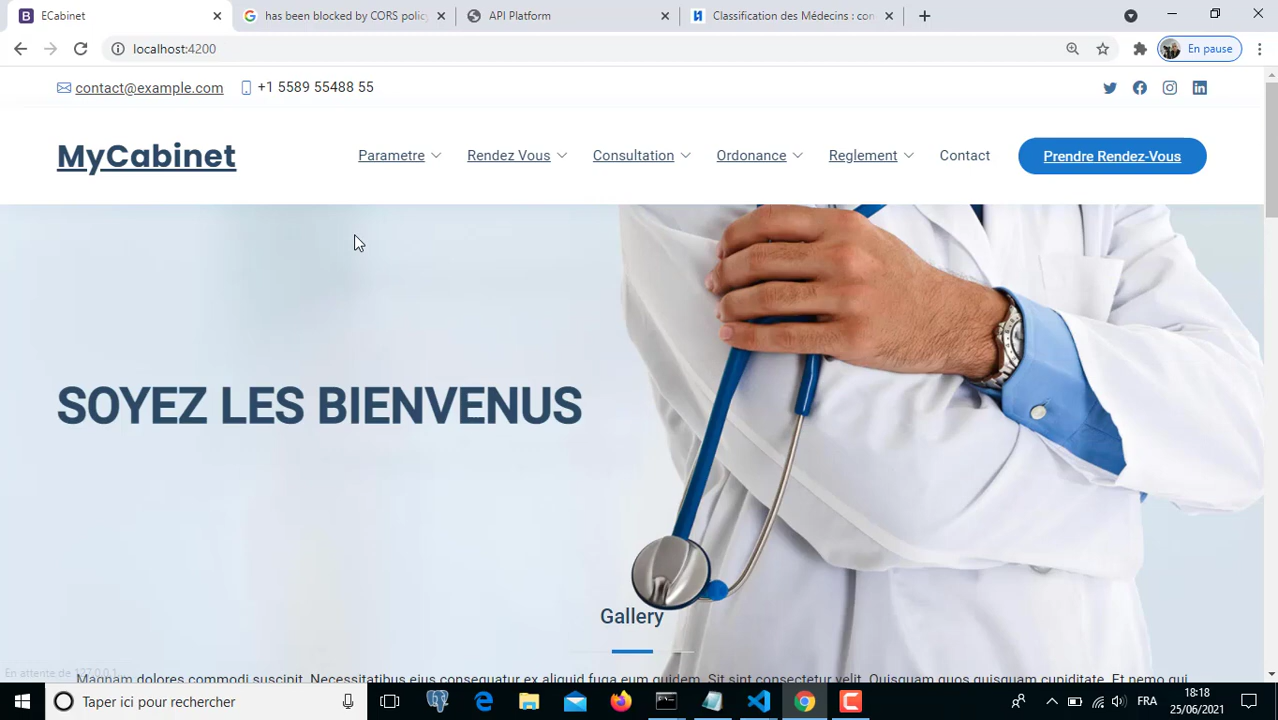 ECabinet
has been blocked by CORS policy
API Platform
Classification des Médecins : con
localhost:4200
En pause
contact@example.com
+1 5589 55488 55
MyCabinet
Parametre
Rendez Vous
Consultation
Ordonance
Reglement
Contact
Prendre Rendez-Vous
SOYEZ LES BIENVENUS
Gallery
Magnam dolores commodi suscipit. Necessitatibus eius consequatur ex aliquid fuga eum quidem. Sit sint consectetur velit. Quisquam quos quisquam cupiditate. Et nemo qui
En attente de 127.0.0.1...
Taper ici pour rechercher
FRA
18:18
25/06/2021